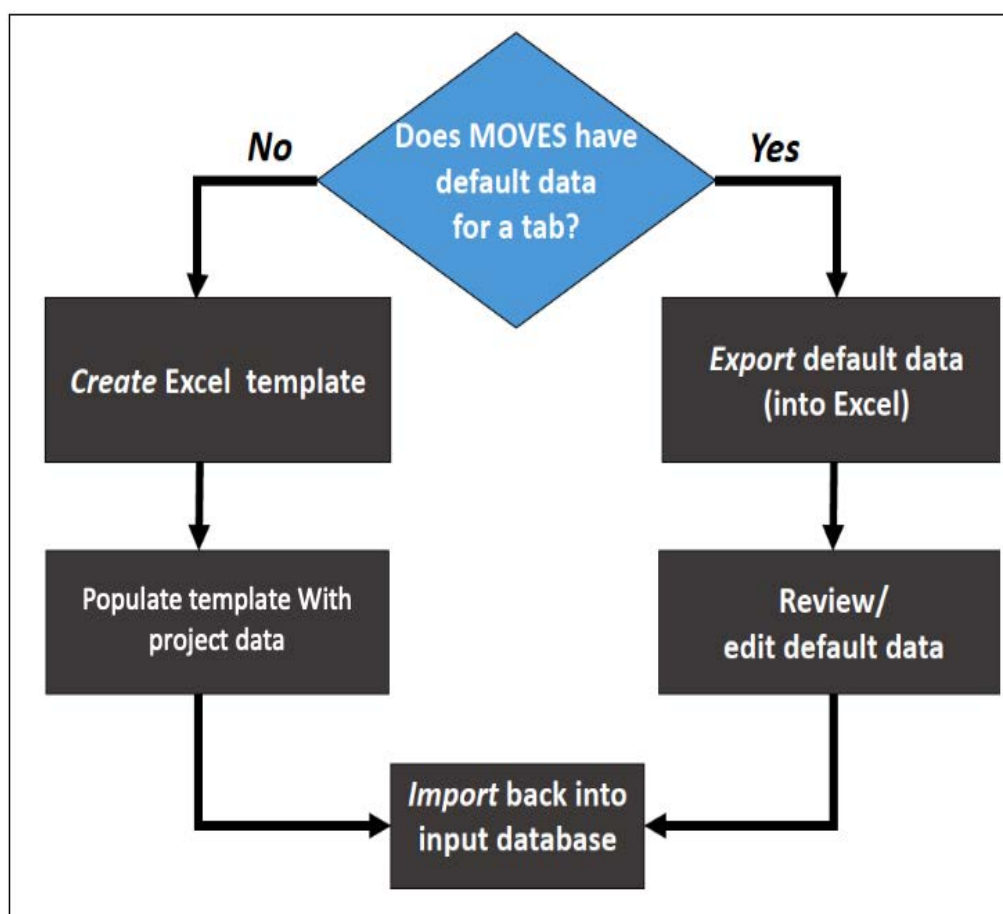 Does MOVES have
default data
for a tab?
No
Yes
Create Excel template
Export default data
(into Excel)
Populate template With
project data
Review/
edit default data
Import back into
input database